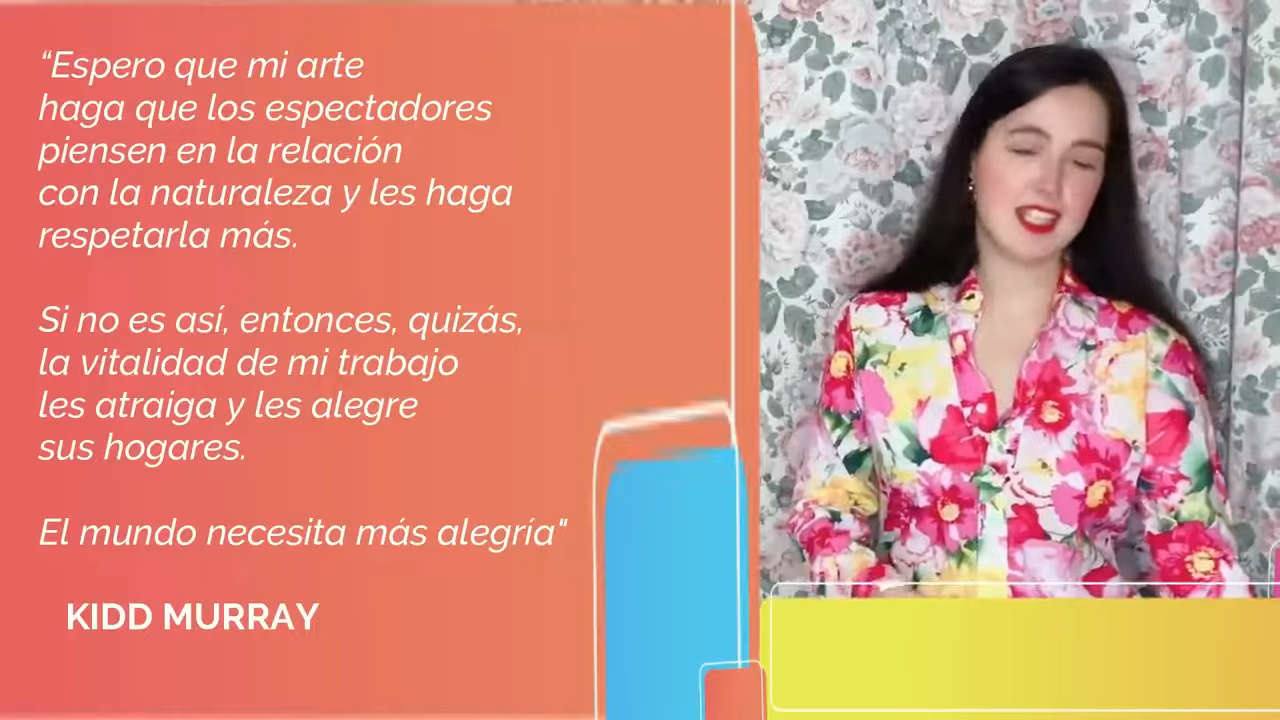 “Espero que mi arte
haga que los espectadores
piensen en la relación
con la naturaleza y les haga
respetarla más.
Si no es así, entonces, quizás,
la vitalidad de mi trabajo
les atraiga y les alegre
sus hogares.
El mundo necesita más alegría"
KIDD MURRAY